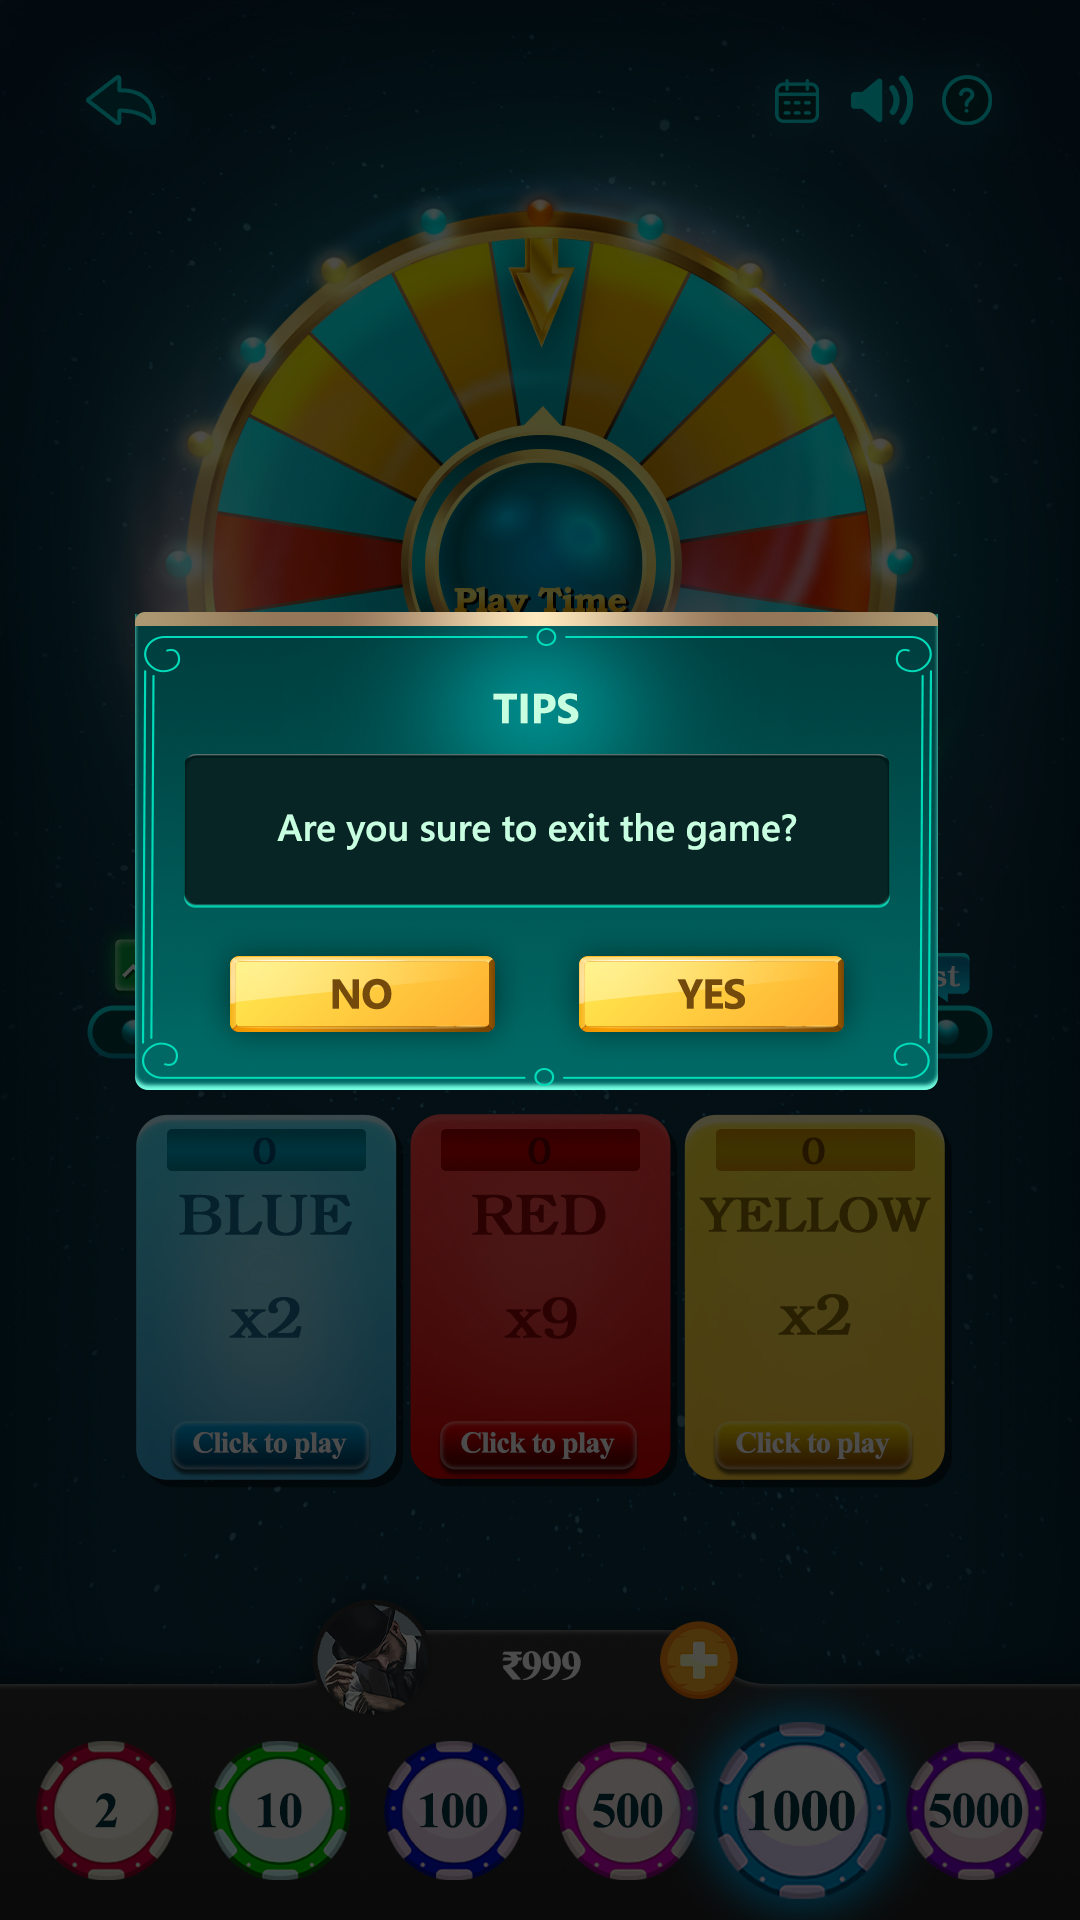 ?
Play Time
TIPS
Are you sure to exit the game?
NO YES
st
0 0 0
BLUE RED YELLOW
x2 x9 x2
Click to play Click to play Click to play
₹999
2 10 100 500 1000 5000